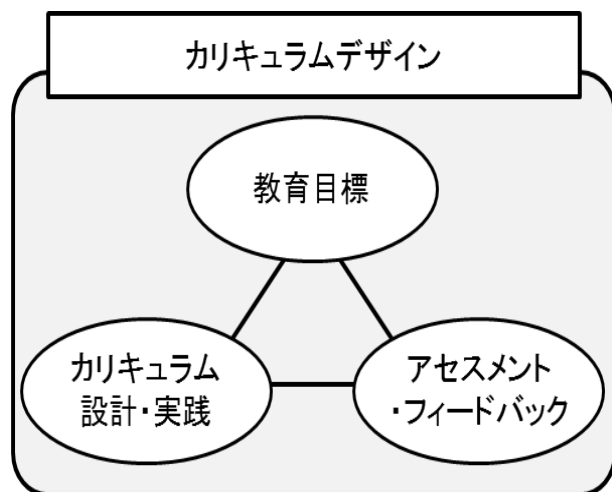 カリキュラムデザイン
教育目標
カリキュラム
設計・実践
アセスメント
・フィードバック